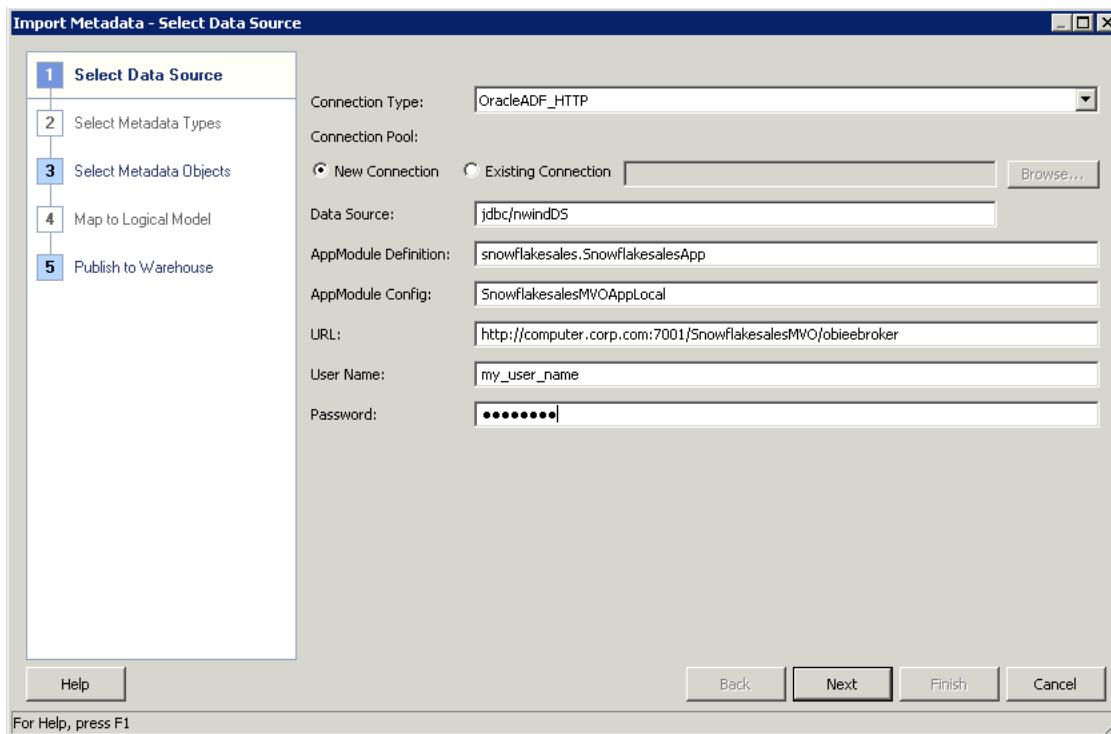 Import Metadata - Select Data Source
1 Select Data Source
2 Select Metadata Types
3 Select Metadata Objects
4 Map to Logical Model
5 Publish to Warehouse
Connection Type: OracleADF_HTTP
Connection Pool:
New Connection Existing Connection Browse...
Data Source: jdbc/nwindDS
AppModule Definition: snowflakesales.SnowflakesalesApp
AppModule Config: SnowflakesalesMVOAppLocal
URL: http://computer.corp.com:7001/SnowflakesalesMVO/obieebroker
User Name: my_user_name
Password: ●●●●●●●●
Help Back Next Finish Cancel
For Help, press F1